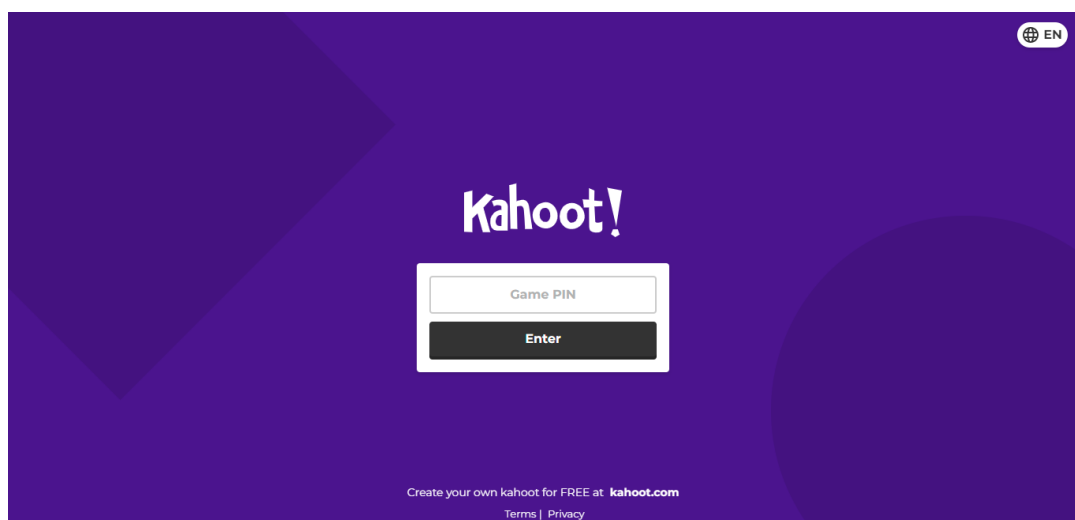 EN
Kahoot!
Game PIN
Enter
Create your own kahoot for FREE at kahoot.com
Terms | Privacy